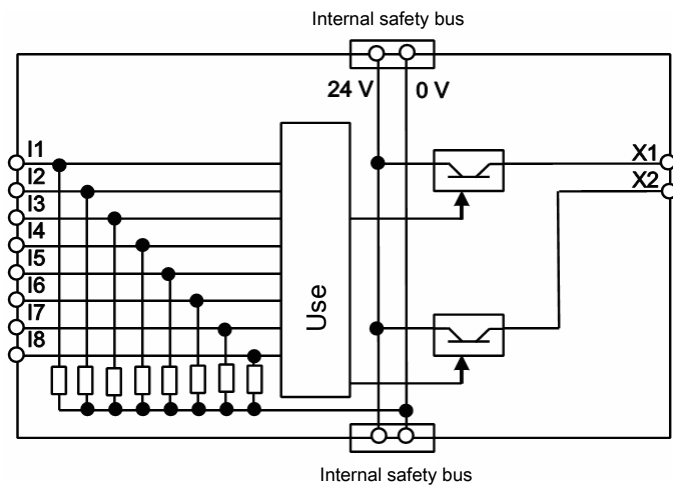 Internal safety bus
24 V 0 V
I1
I2
I3
I4
I5
I6
I7
I8
Use
X1
X2
Internal safety bus